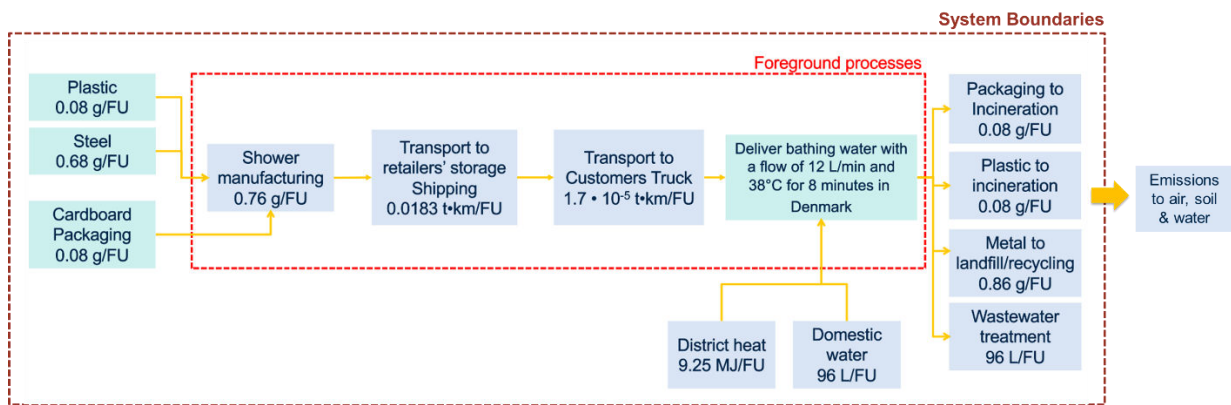 System Boundaries
Foreground processes
Plastic
0.08 g/FU
Steel
0.68 g/FU
Cardboard
Packaging
0.08 g/FU
Shower
manufacturing
0.76 g/FU
Transport to
retailers' storage
Shipping
0.0183 t•km/FU
Transport to
Customers Truck
1.7 • 10⁻⁵ t•km/FU
Deliver bathing water with
a flow of 12 L/min and
38°C for 8 minutes in
Denmark
District heat
9.25 MJ/FU
Domestic
water
96 L/FU
Packaging to
Incineration
0.08 g/FU
Plastic to
incineration
0.08 g/FU
Metal to
landfill/recycling
0.86 g/FU
Wastewater
treatment
96 L/FU
Emissions
to air, soil
& water